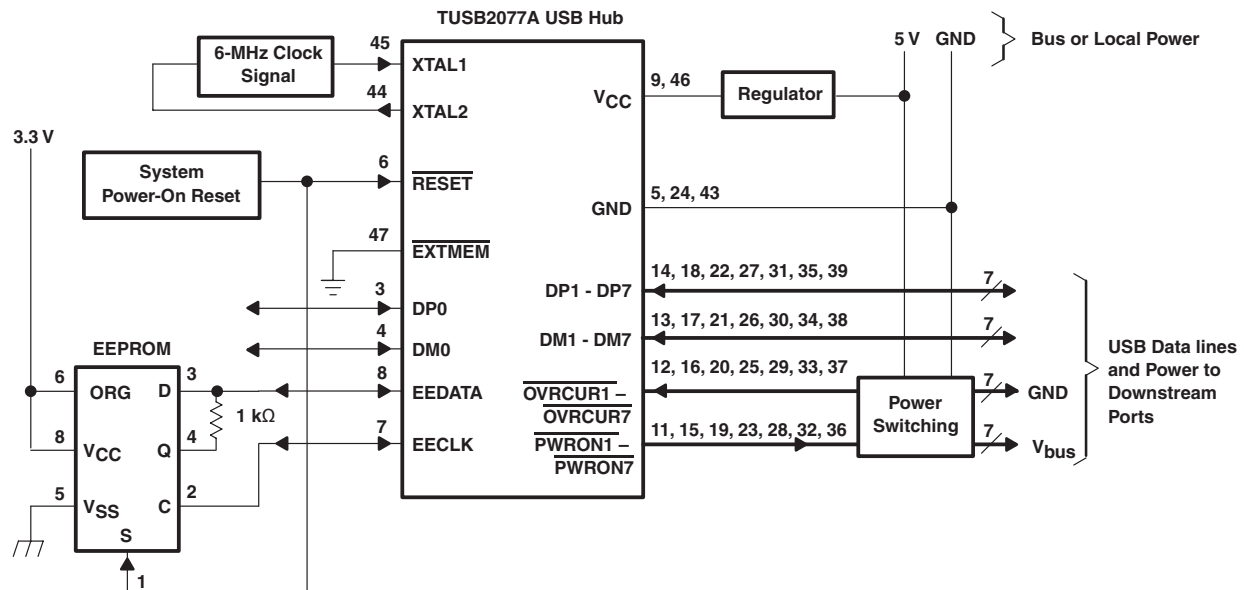 TUSB2077A USB Hub
6-MHz Clock
Signal
45
XTAL1
44
XTAL2
3.3 V
System
Power-On Reset
6
RESET
47
EXTMEM
3
DP0
4
DM0
8
EEDATA
7
EECLK
EEPROM
6
ORG
D
3
1 kΩ
8
VCC
Q
4
5
VSS
C
2
S
1
5 V
GND
Bus or Local Power
VCC
9, 46
Regulator
GND
5, 24, 43
DP1 - DP7
14, 18, 22, 27, 31, 35, 39
7
DM1 - DM7
13, 17, 21, 26, 30, 34, 38
7
OVRCUR1 –
OVRCUR7
12, 16, 20, 25, 29, 33, 37
PWRON1 –
PWRON7
11, 15, 19, 23, 28, 32, 36
Power
Switching
7
GND
7
Vbus
USB Data lines
and Power to
Downstream
Ports